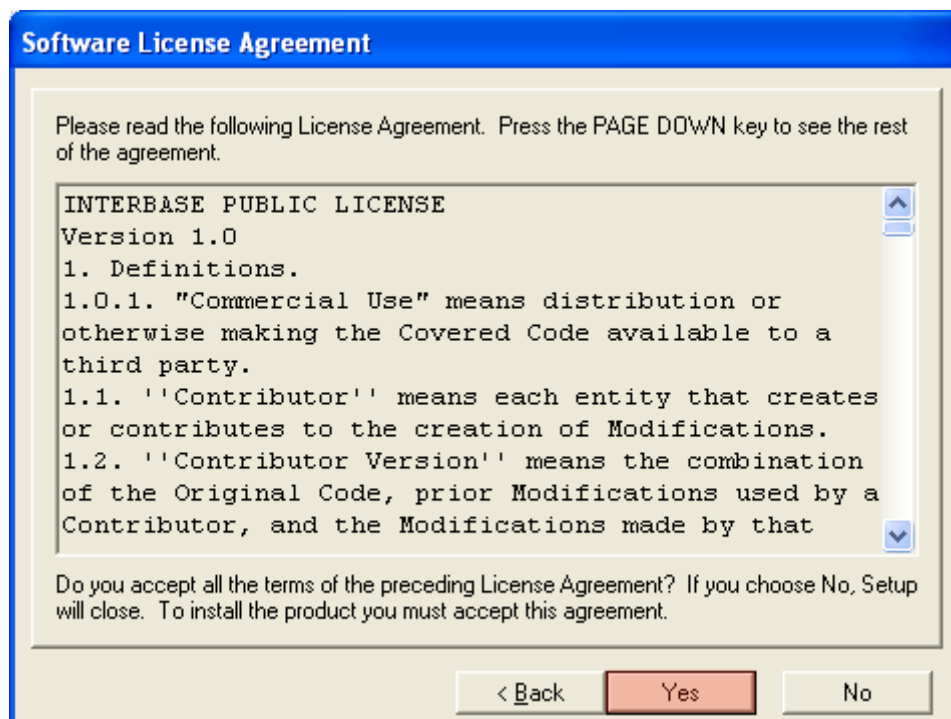 Software License Agreement
Please read the following License Agreement. Press the PAGE DOWN key to see the rest
of the agreement.
INTERBASE PUBLIC LICENSE
Version 1.0
1. Definitions.
1.0.1. "Commercial Use" means distribution or
otherwise making the Covered Code available to a
third party.
1.1. ''Contributor'' means each entity that creates
or contributes to the creation of Modifications.
1.2. ''Contributor Version'' means the combination
of the Original Code, prior Modifications used by a
Contributor, and the Modifications made by that
Do you accept all the terms of the preceding License Agreement? If you choose No, Setup
will close. To install the product you must accept this agreement.
< Back Yes No